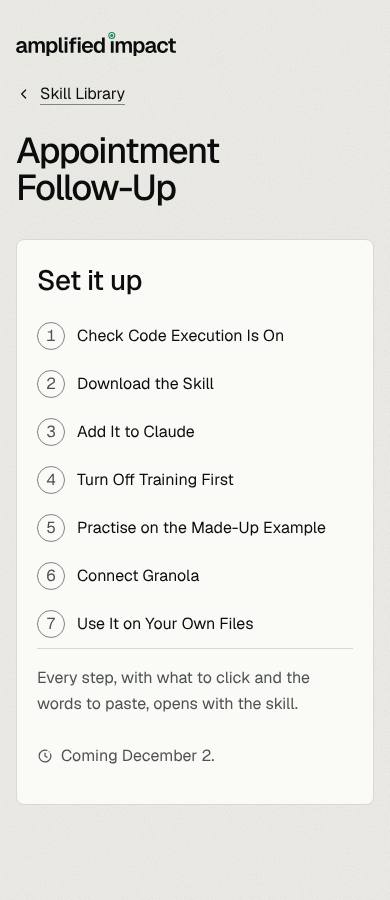 amplified impact
Skill Library
Appointment
Follow-Up
Set it up
1 Check Code Execution Is On
2 Download the Skill
3 Add It to Claude
4 Turn Off Training First
5 Practise on the Made-Up Example
6 Connect Granola
7 Use It on Your Own Files
Every step, with what to click and the
words to paste, opens with the skill.
Coming December 2.